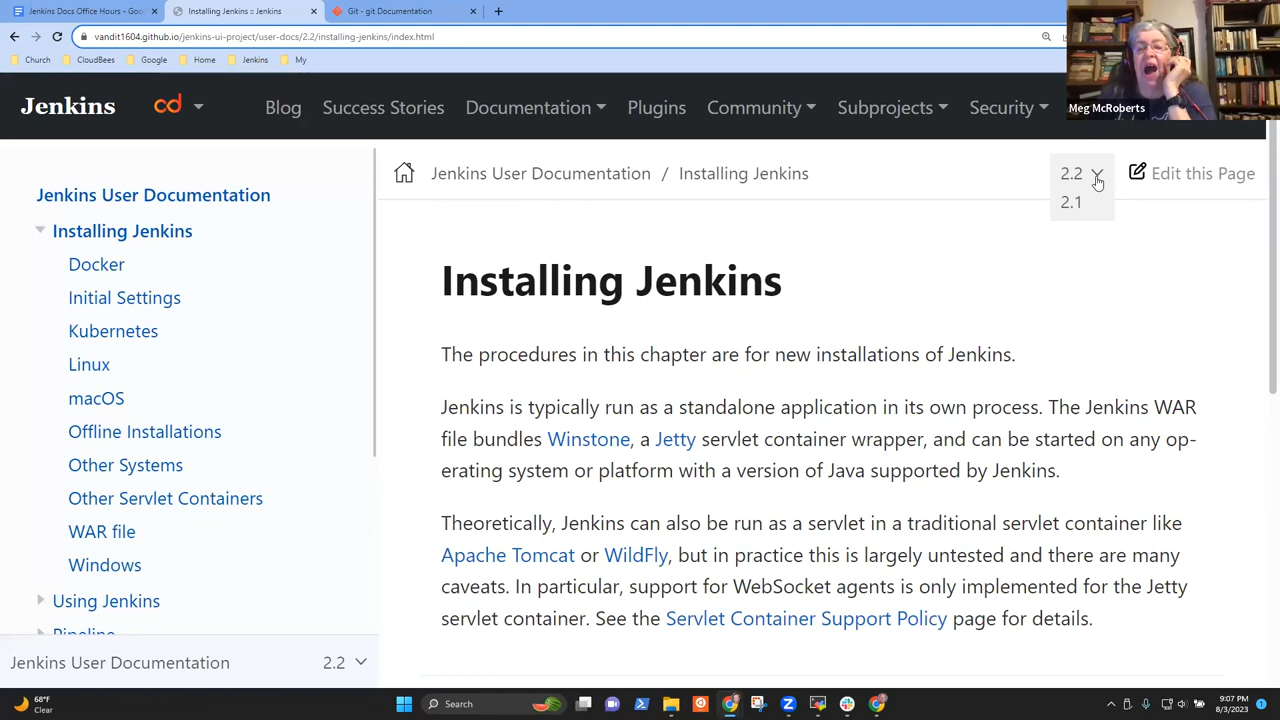 Jenkins Docs Office Hours - Goo
Installing Jenkins :: Jenkins
Git - git Documentation
vandit1604.github.io/jenkins-ui-project/user-docs/2.2/installing-jenkins/index.html
Church
CloudBees
Google
Home
Jenkins
My
Meg McRoberts
Jenkins
cd
Blog
Success Stories
Documentation
Plugins
Community
Subprojects
Security
Jenkins User Documentation / Installing Jenkins
2.2
2.1
Edit this Page
Jenkins User Documentation
Installing Jenkins
Docker
Initial Settings
Kubernetes
Linux
macOS
Offline Installations
Other Systems
Other Servlet Containers
WAR file
Windows
Using Jenkins
Pipeline
Jenkins User Documentation
2.2
Installing Jenkins
The procedures in this chapter are for new installations of Jenkins.
Jenkins is typically run as a standalone application in its own process. The Jenkins WAR
file bundles Winstone, a Jetty servlet container wrapper, and can be started on any op-
erating system or platform with a version of Java supported by Jenkins.
Theoretically, Jenkins can also be run as a servlet in a traditional servlet container like
Apache Tomcat or WildFly, but in practice this is largely untested and there are many
caveats. In particular, support for WebSocket agents is only implemented for the Jetty
servlet container. See the Servlet Container Support Policy page for details.
68°F
Clear
Search
9:07 PM
8/3/2023